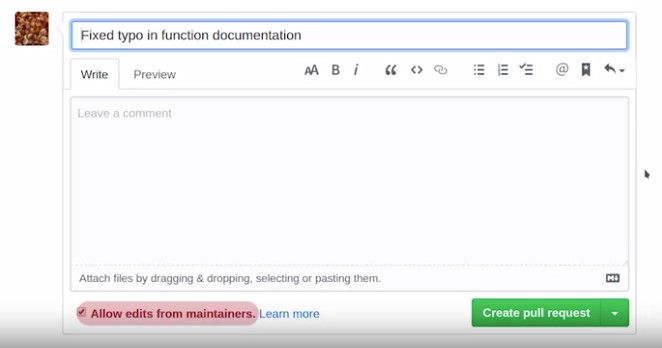 Fixed typo in function documentation
Write Preview AA B i “ <> @
Leave a comment
Attach files by dragging & dropping, selecting or pasting them.
Allow edits from maintainers. Learn more Create pull request